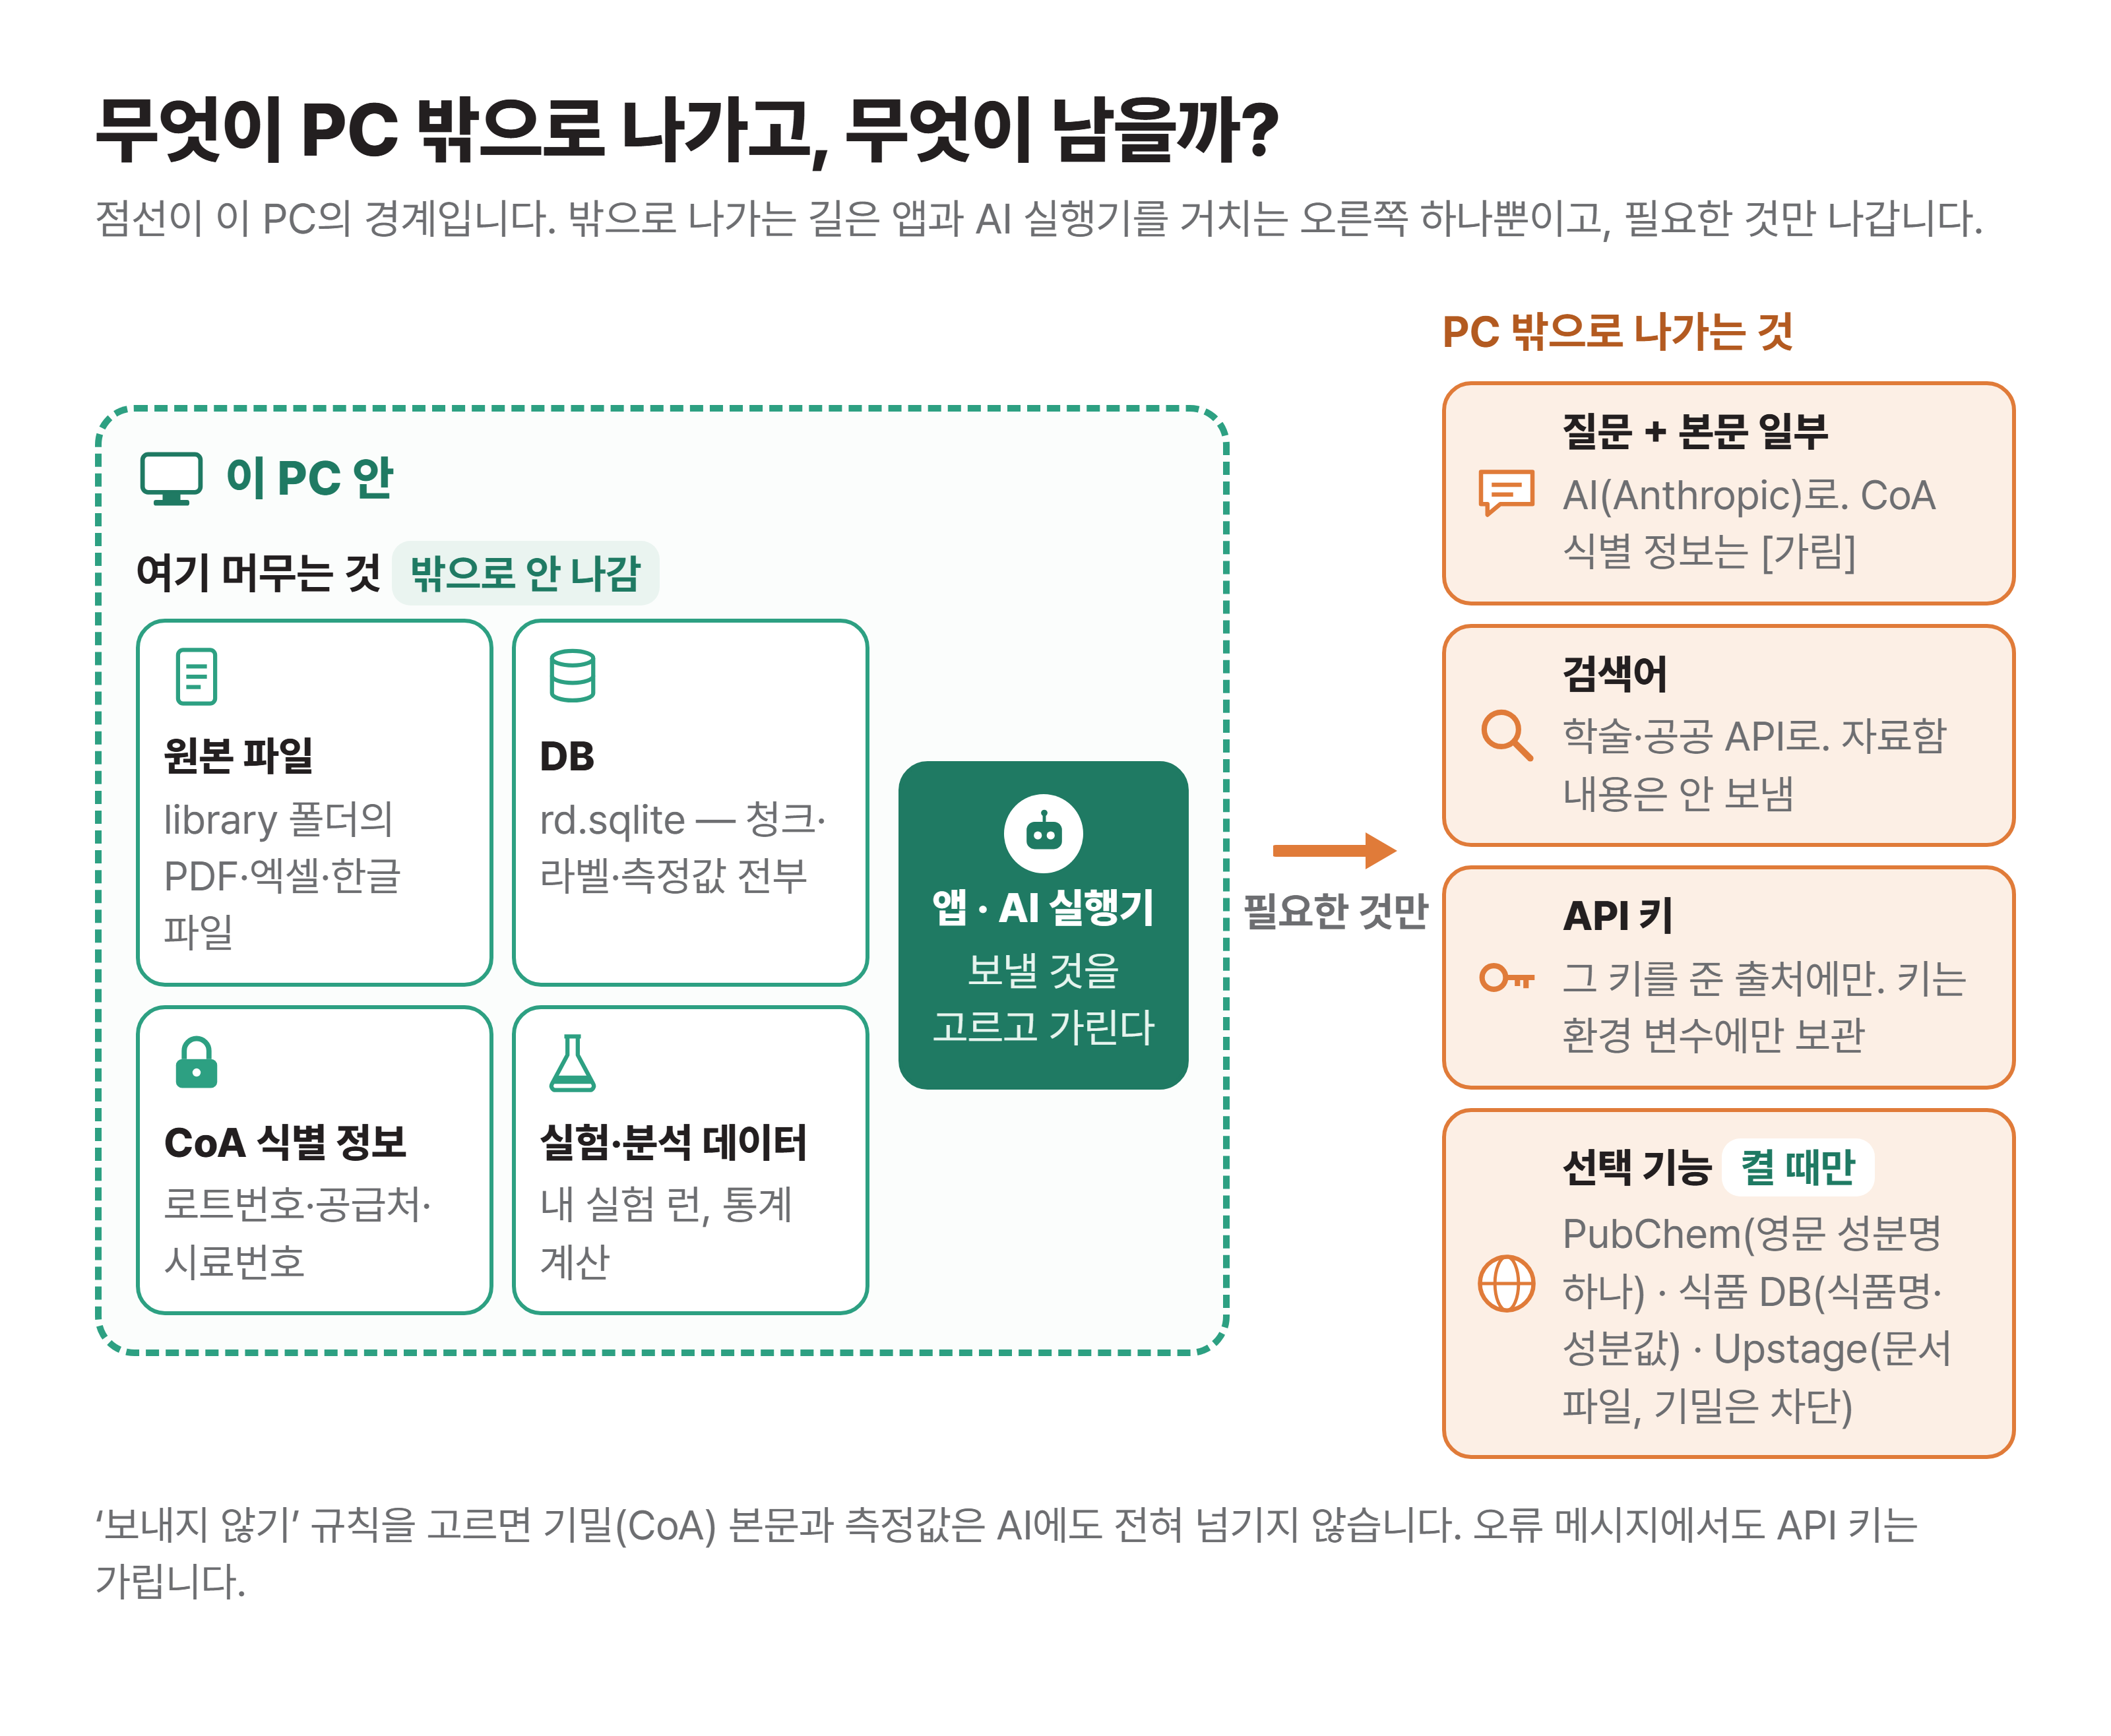 무엇이 PC 밖으로 나가고, 무엇이 남을까?
점선이 이 PC의 경계입니다. 밖으로 나가는 길은 앱과 AI 실행기를 거치는 오른쪽 하나뿐이고, 필요한 것만 나갑니다.
이 PC 안
여기 머무는 것 밖으로 안 나감
원본 파일
library 폴더의
PDF·엑셀·한글
파일
DB
rd.sqlite — 청크·
라벨·측정값 전부
CoA 식별 정보
로트번호·공급처·
시료번호
실험·분석 데이터
내 실험 런, 통계
계산
앱 · AI 실행기
보낼 것을
고르고 가린다
필요한 것만
PC 밖으로 나가는 것
질문 + 본문 일부
AI(Anthropic)로. CoA
식별 정보는 [가림]
검색어
학술·공공 API로. 자료함
내용은 안 보냄
API 키
그 키를 준 출처에만. 키는
환경 변수에만 보관
선택 기능 켤 때만
PubChem(영문 성분명
하나) · 식품 DB(식품명·
성분값) · Upstage(문서
파일, 기밀은 차단)
‘보내지 않기’ 규칙을 고르면 기밀(CoA) 본문과 측정값은 AI에도 전혀 넘기지 않습니다. 오류 메시지에서도 API 키는
가립니다.